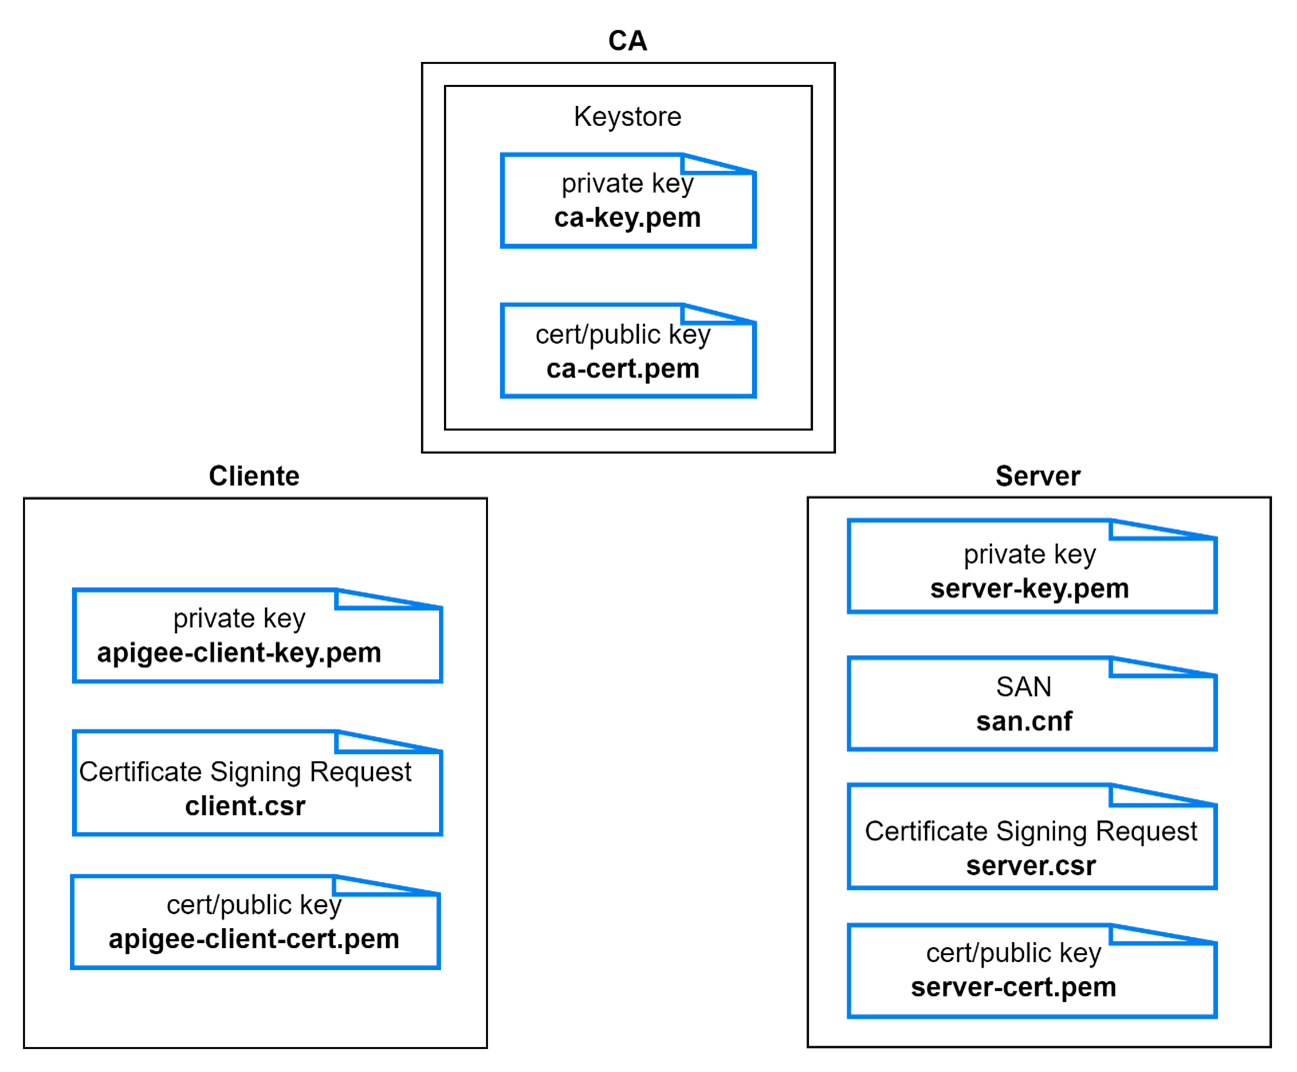 CA
Keystore
private key
ca-key.pem
cert/public key
ca-cert.pem
Cliente
private key
apigee-client-key.pem
Certificate Signing Request
client.csr
cert/public key
apigee-client-cert.pem
Server
private key
server-key.pem
SAN
san.cnf
Certificate Signing Request
server.csr
cert/public key
server-cert.pem